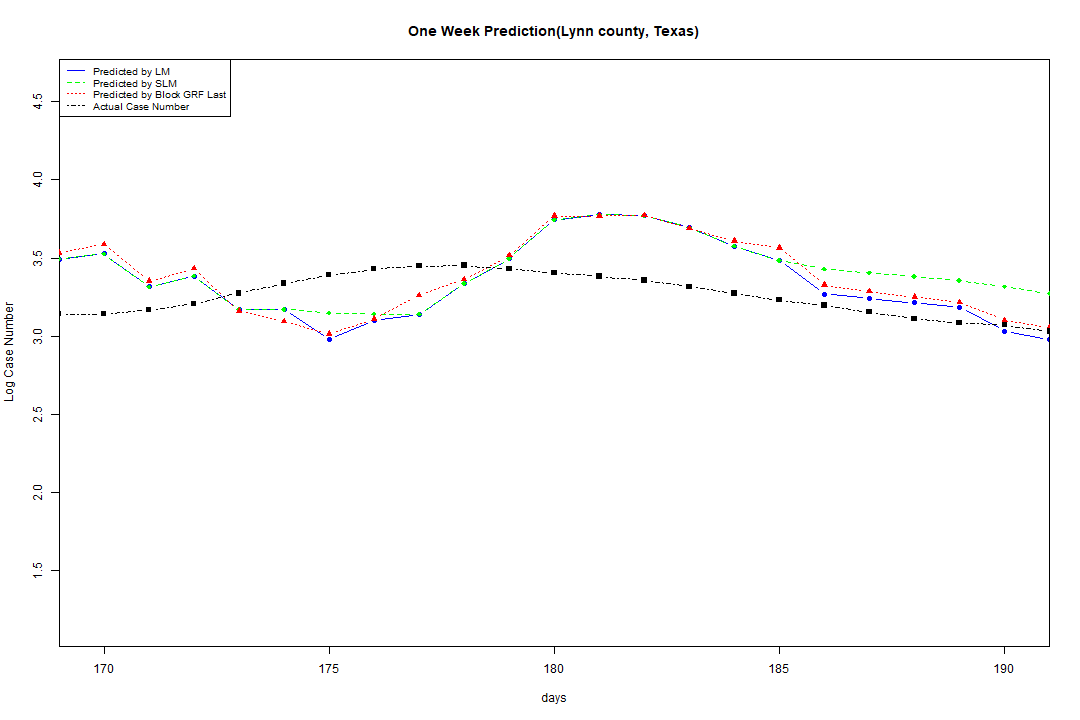 One Week Prediction(Lynn county, Texas)
Predicted by LM
Predicted by SLM
Predicted by Block GRF Last
Actual Case Number
4.5
4.0
3.5
3.0
2.5
2.0
1.5
Log Case Number
170 175 180 185 190
days